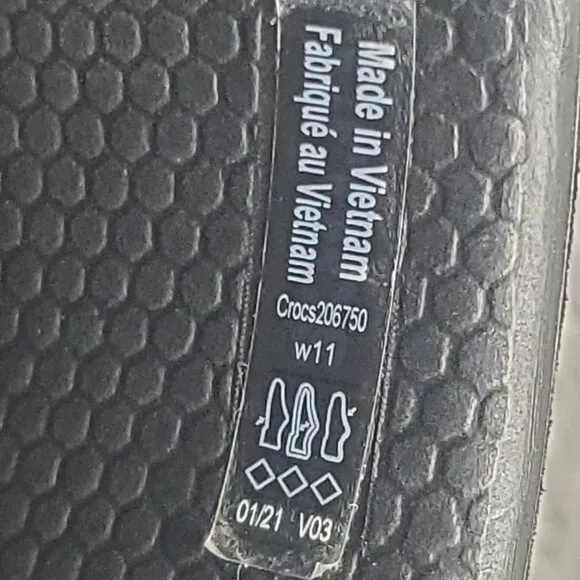 Made in Vietnam
Fabriqué au Vietnam
Crocs206750
w11
01/21 V03